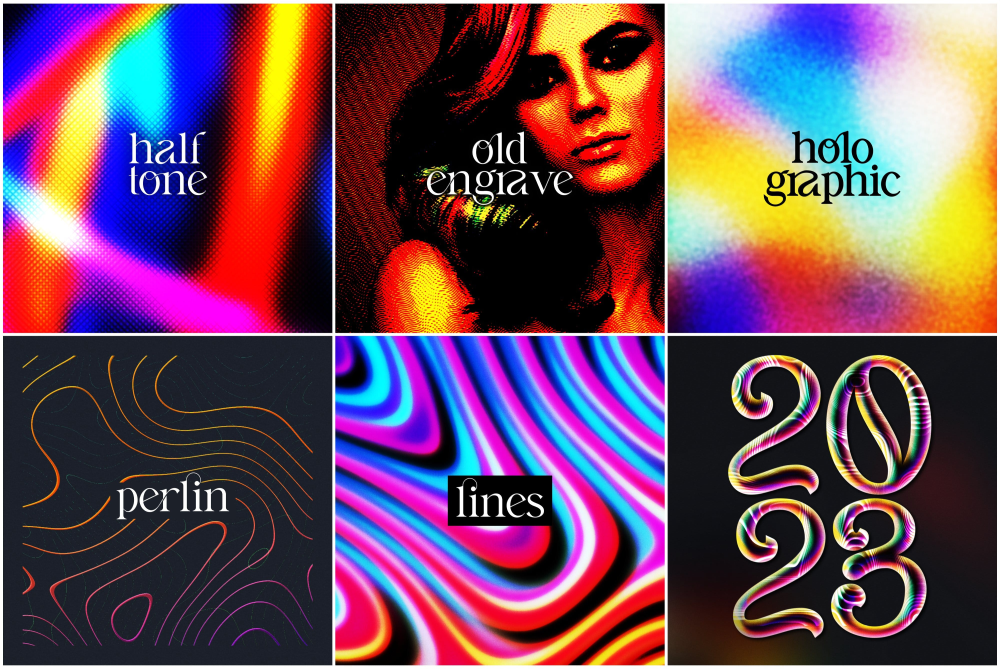 half
tone
old
engrave
holo
graphic
perlin
lines
20
23